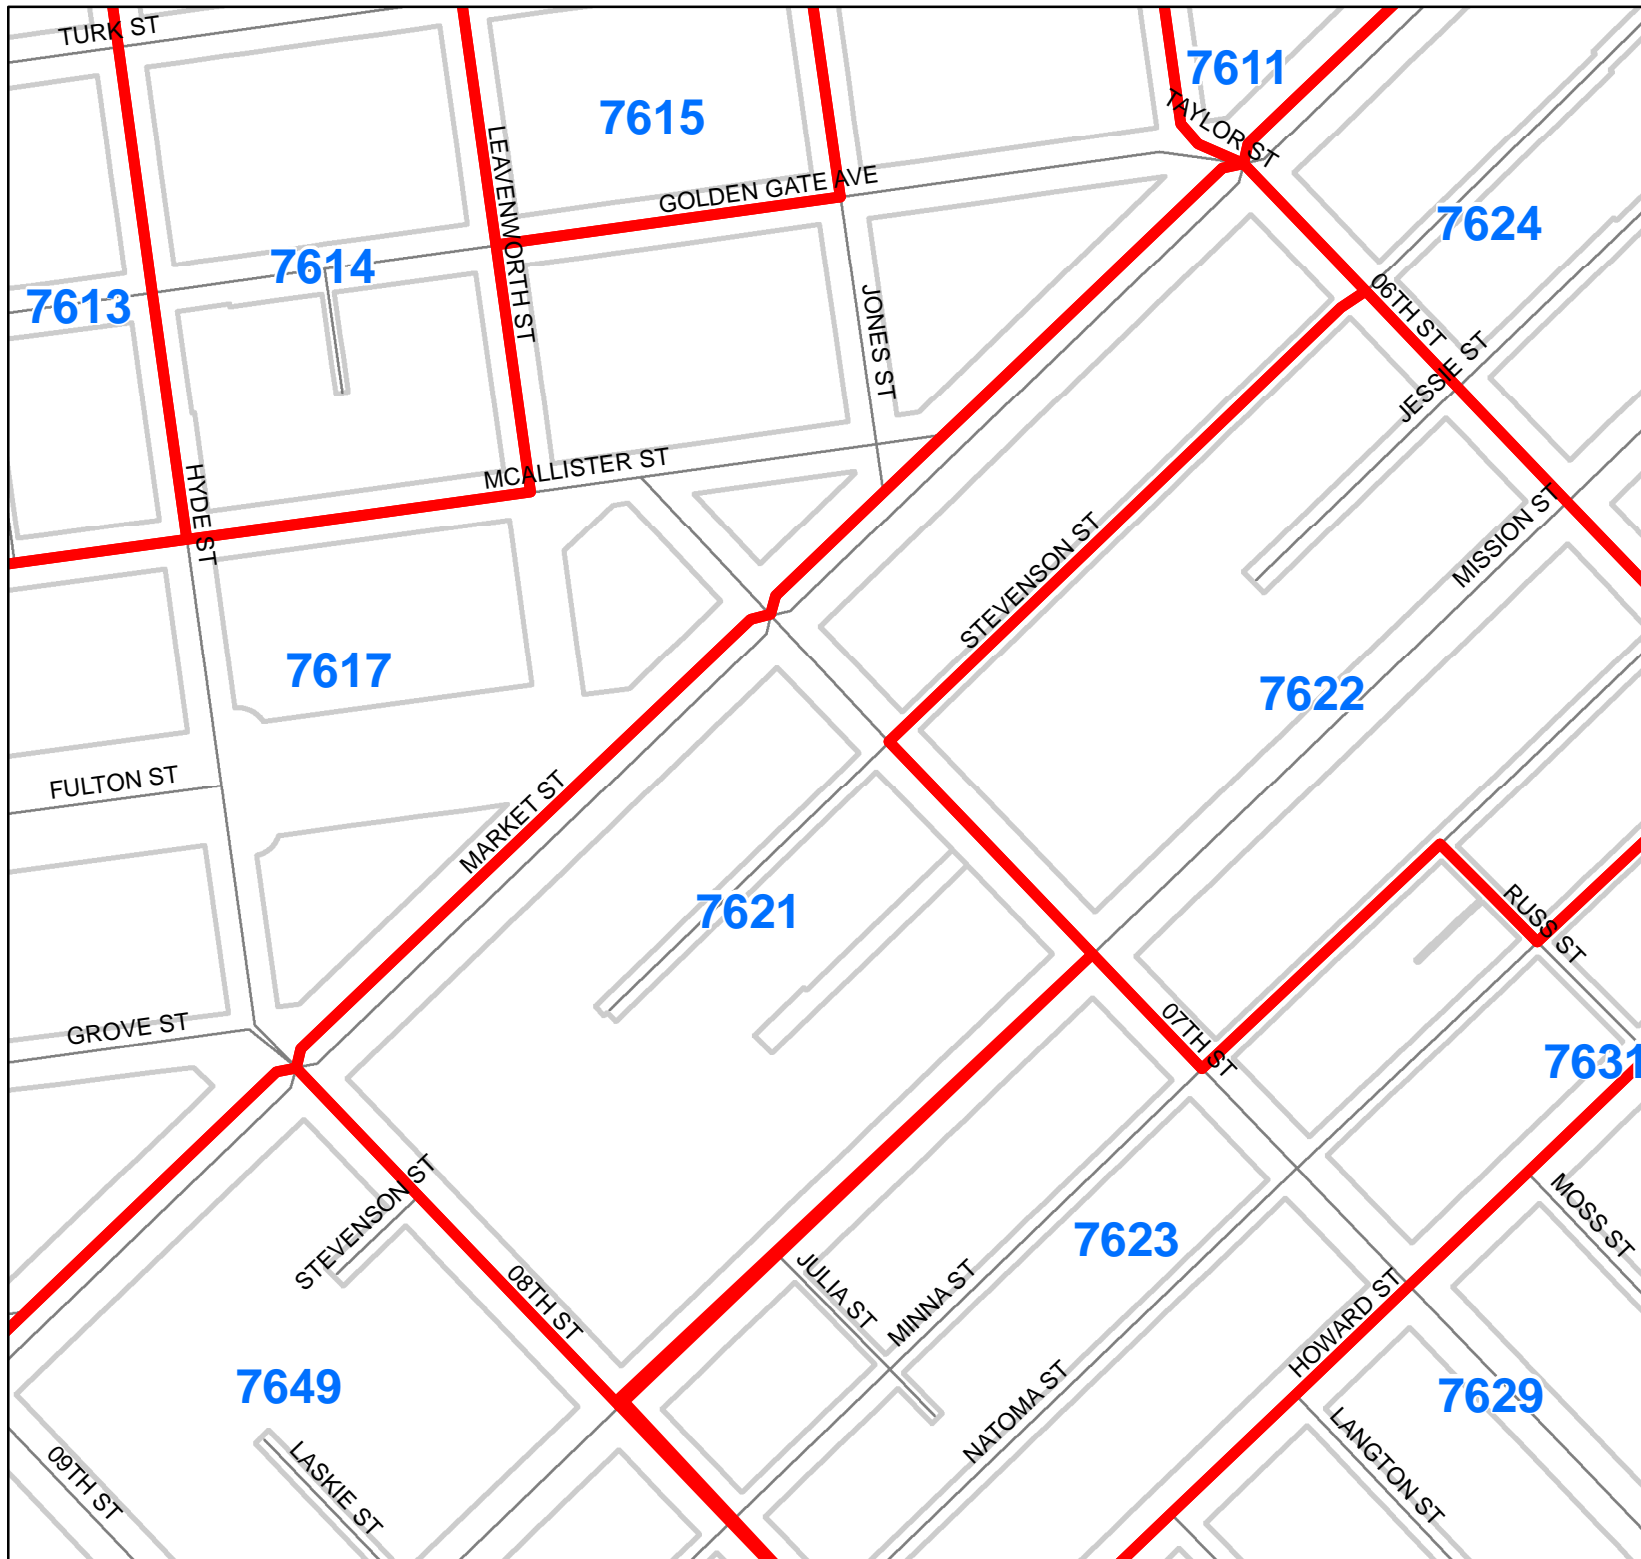 TURK ST
7611
7615
TAYLOR ST
LEAVENWORTH ST
GOLDEN GATE AVE
7624
7614
7613
06TH ST
JONES ST
JESSIE ST
MCALLISTER ST
HYDE ST
MISSION ST
STEVENSON ST
7617
7622
FULTON ST
MARKET ST
7621
RUSS ST
GROVE ST
07TH ST
7631
STEVENSON ST
MOSS ST
7623
JULIA ST
MINNA ST
08TH ST
HOWARD ST
7649
7629
NATOMA ST
LANGTON ST
LASKIE ST
09TH ST